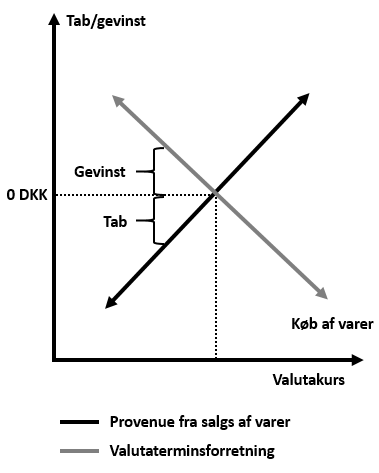 Tab/gevinst
Gevinst
0 DKK
Tab
Køb af varer
Valutakurs
Provenue fra salgs af varer
Valutaterminsforretning